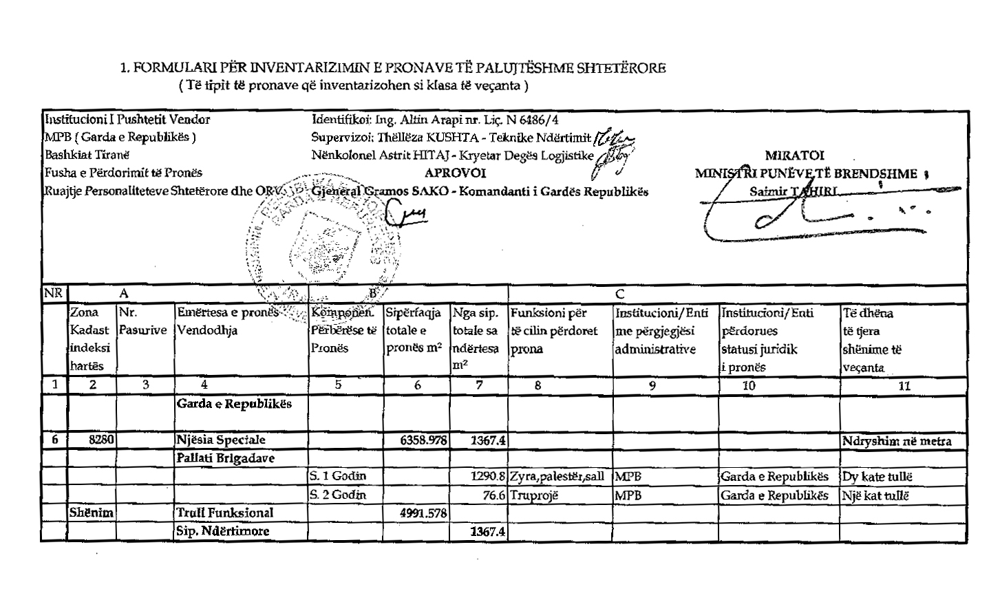 1. FORMULARI PËR INVENTARIZIMIN E PRONAVE TË PALUJTËSHME SHTETËRORE
( Të tipit të pronave që inventarizohen si klasa të veçanta )
Institucioni I Pushtetit Vendor
MPB ( Garda e Republikës )
Bashkiat Tiranë
Fusha e Përdorimit të Pronës
Ruajtje Personaliteteve Shtetërore dhe ORV
Identifikoi: Ing. Altin Arapi nr. Liç. N 6486/4
Supervizoi: Thëllëza KUSHTA - Teknike Ndërtimit
Nënkolonel Astrit HITAJ - Kryetar Degës Logjistike
APROVOI
Gjeneral Gramos SAKO - Komandanti i Gardës Republikës
MIRATOI
MINISTRI PUNËVE TË BRENDSHME
Saimir TAHIRI
NR A B C
Zona Kadast indeksi hartës
Nr. Pasurive
Emërtesa e pronës Vendodhja
Komponen. Përbërëse të Pronës
Sipërfaqja totale e pronës m²
Nga sip. totale sa ndërtesa m²
Funksioni për të cilin përdoret prona
Institucioni/Enti me përgjegjësi administrative
Institucioni/Enti përdorues statusi juridik i pronës
Të dhëna të tjera shënime të veçanta
1 2 3 4 5 6 7 8 9 10 11
Garda e Republikës
6 8280 Njësia Speciale 6358.978 1367.4 Ndryshim në metra
Pallati Brigadave
S. 1 Godin 1290.8 Zyra,palestër,sall MPB Garda e Republikës Dy kate tullë
S. 2 Godin 76.6 Truprojë MPB Garda e Republikës Një kat tullë
Shënim Trull Funksional 4991.578
Sip. Ndërtimore 1367.4